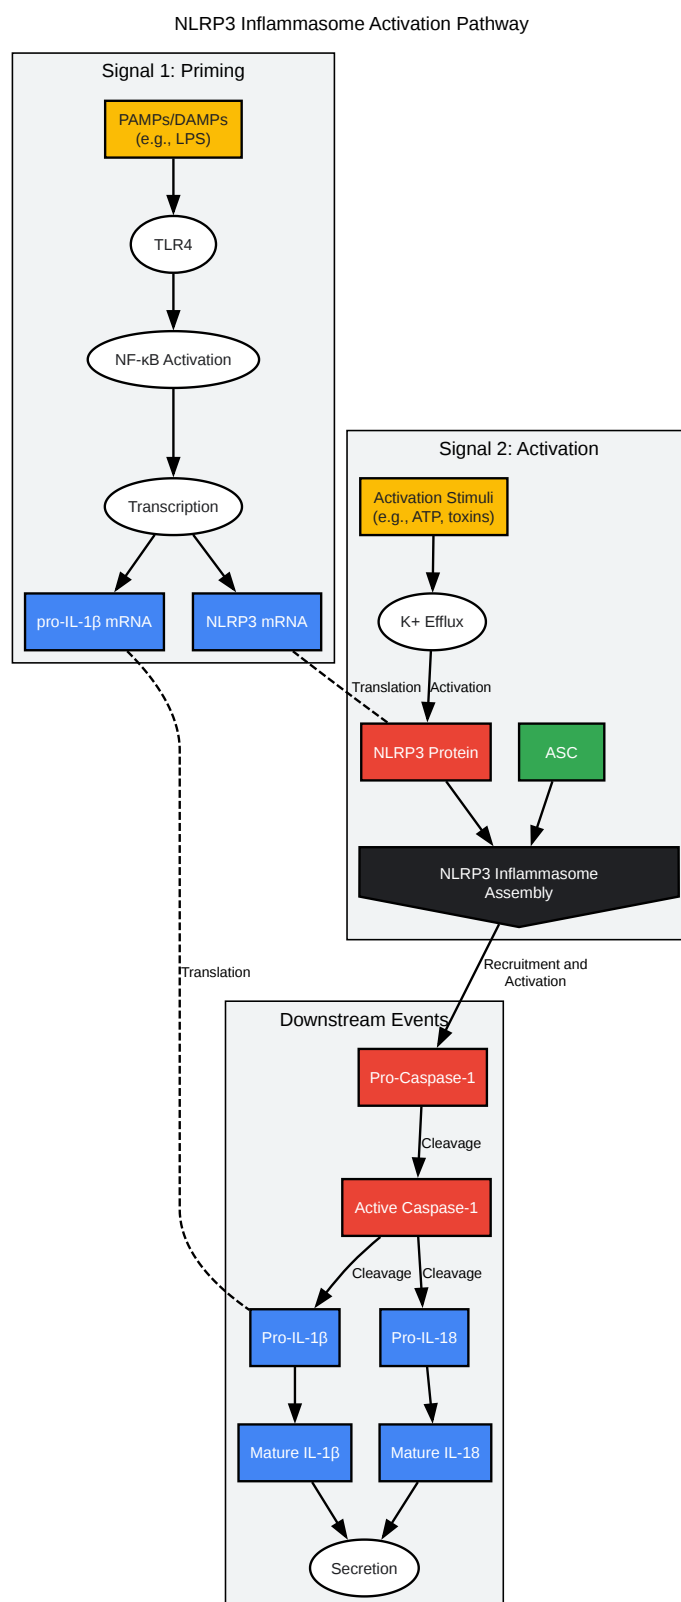 NLRP3 Inflammasome Activation Pathway
Signal 1: Priming
PAMPs/DAMPs
(e.g., LPS)
TLR4
NF-κB Activation
Transcription
pro-IL-1β mRNA
NLRP3 mRNA
Signal 2: Activation
Activation Stimuli
(e.g., ATP, toxins)
K+ Efflux
Translation
Activation
NLRP3 Protein
ASC
NLRP3 Inflammasome
Assembly
Translation
Recruitment and
Activation
Downstream Events
Pro-Caspase-1
Cleavage
Active Caspase-1
Cleavage
Cleavage
Pro-IL-1β
Pro-IL-18
Mature IL-1β
Mature IL-18
Secretion